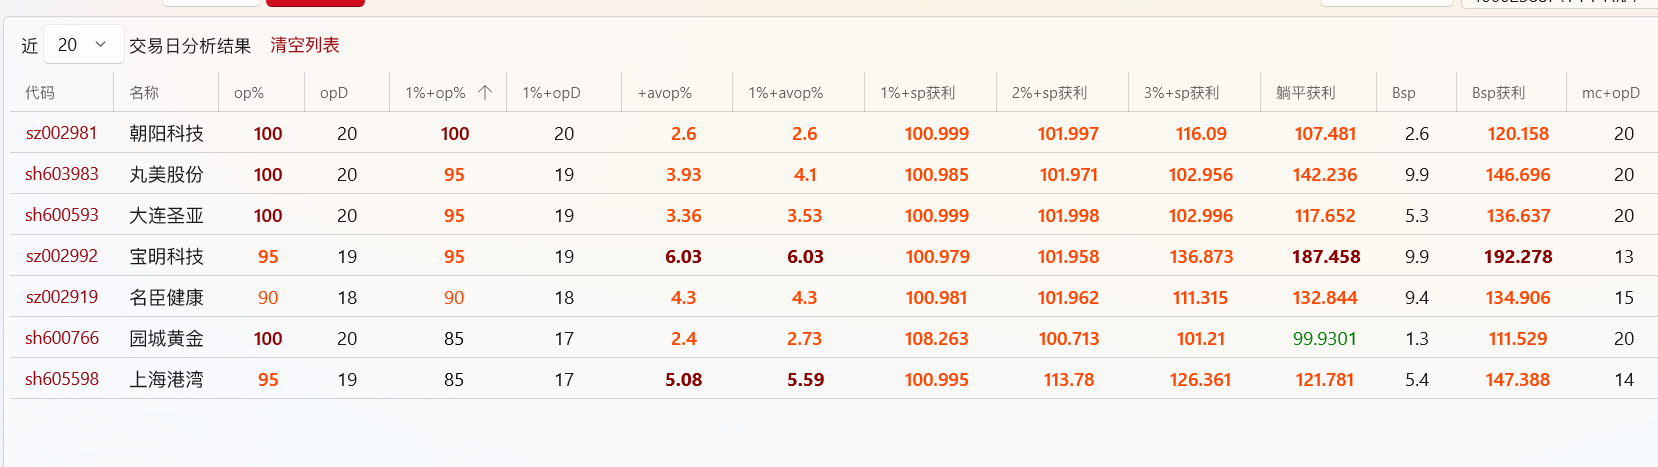 近 20 交易日分析结果 清空列表
代码 名称 op% opD 1%+op% 1%+opD +avop% 1%+avop% 1%+sp获利 2%+sp获利 3%+sp获利 躺平获利 Bsp Bsp获利 mc+opD
sz002981 朝阳科技 100 20 100 20 2.6 2.6 100.999 101.997 116.09 107.481 2.6 120.158 20
sh603983 丸美股份 100 20 95 19 3.93 4.1 100.985 101.971 102.956 142.236 9.9 146.696 20
sh600593 大连圣亚 100 20 95 19 3.36 3.53 100.999 101.998 102.996 117.652 5.3 136.637 20
sz002992 宝明科技 95 19 95 19 6.03 6.03 100.979 101.958 136.873 187.458 9.9 192.278 13
sz002919 名臣健康 90 18 90 18 4.3 4.3 100.981 101.962 111.315 132.844 9.4 134.906 15
sh600766 园城黄金 100 20 85 17 2.4 2.73 108.263 100.713 101.21 99.9301 1.3 111.529 20
sh605598 上海港湾 95 19 85 17 5.08 5.59 100.995 113.78 126.361 121.781 5.4 147.388 14